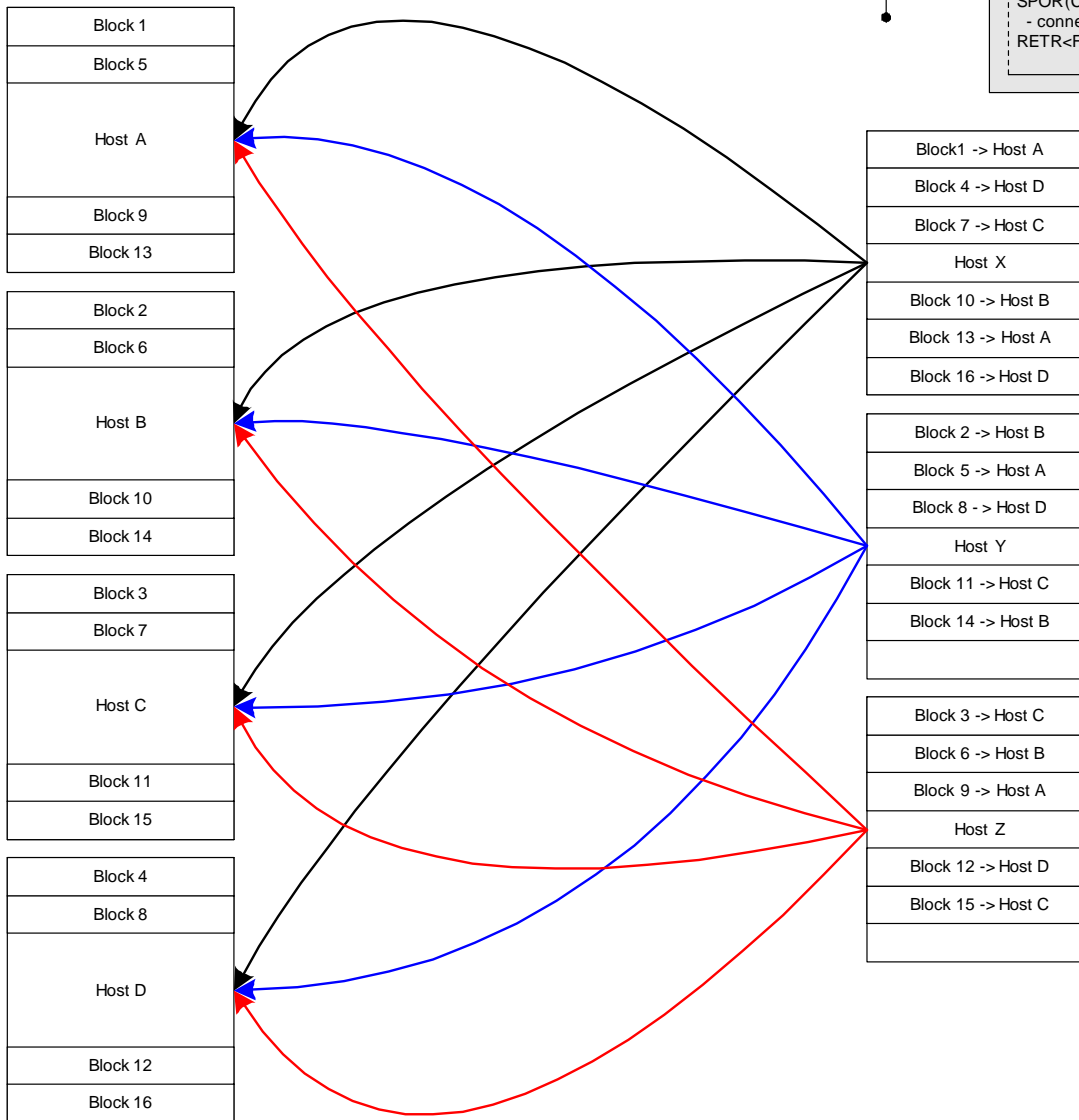 SPOR(
- conne
RETR<F
Block 1
Block 5
Host A
Block 9
Block 13
Block 2
Block 6
Host B
Block 10
Block 14
Block 3
Block 7
Host C
Block 11
Block 15
Block 4
Block 8
Host D
Block 12
Block 16
Block1 -> Host A
Block 4 -> Host D
Block 7 -> Host C
Host X
Block 10 -> Host B
Block 13 -> Host A
Block 16 -> Host D
Block 2 -> Host B
Block 5 -> Host A
Block 8 - > Host D
Host Y
Block 11 -> Host C
Block 14 -> Host B
Block 3 -> Host C
Block 6 -> Host B
Block 9 -> Host A
Host Z
Block 12 -> Host D
Block 15 -> Host C